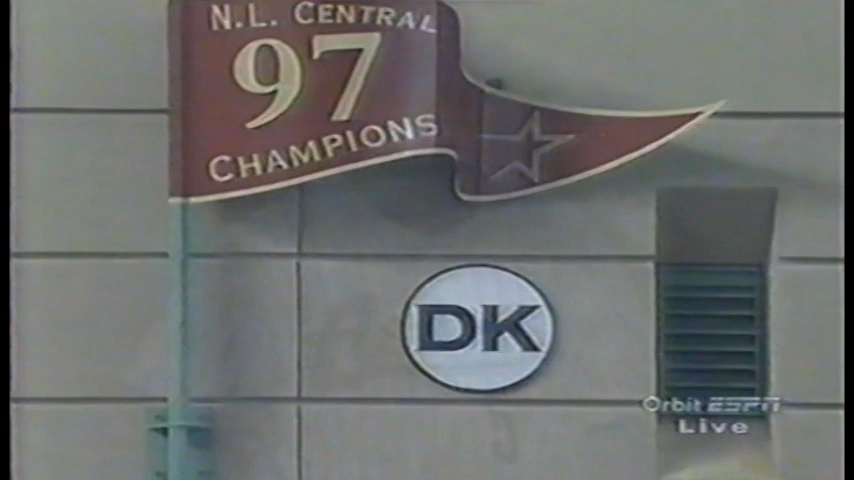 N.L. CENTRAL
97
CHAMPIONS
DK
Orbit ESPN
Live